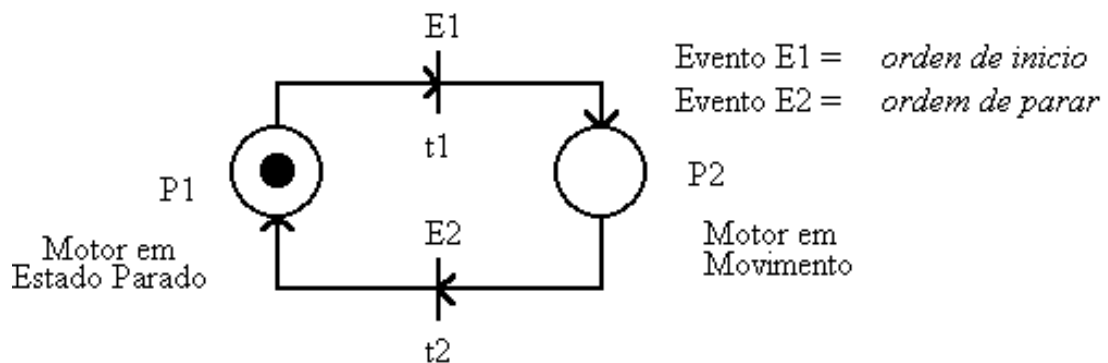 E1
Evento E1 = orden de inicio
Evento E2 = ordem de parar
t1
P1
P2
Motor em
Estado Parado
E2
Motor em
Movimento
t2